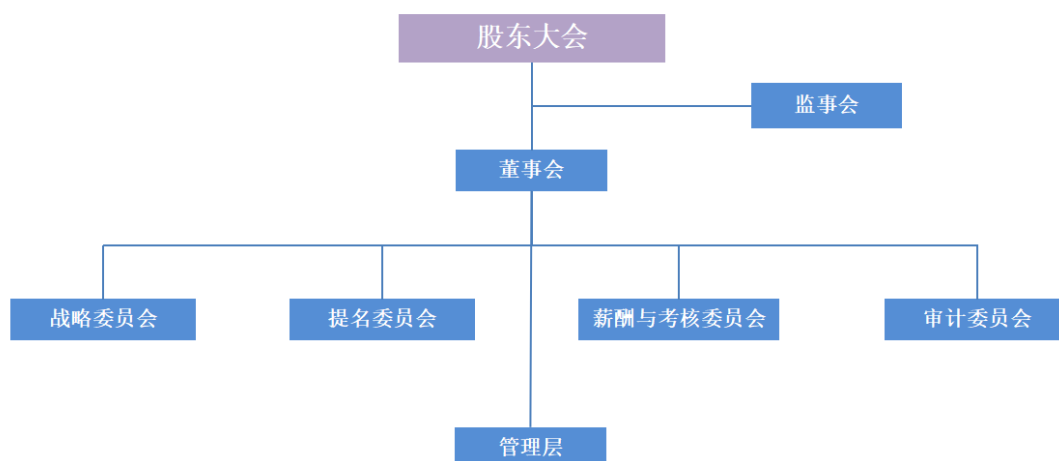 股东大会
监事会
董事会
战略委员会
提名委员会
薪酬与考核委员会
审计委员会
管理层